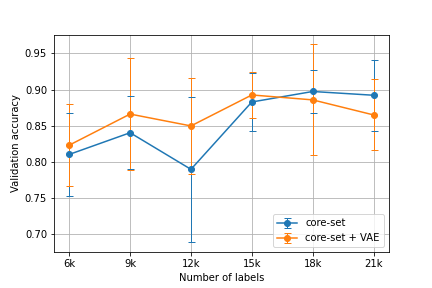 0.95
0.90
0.85
0.80
0.75
0.70
Validation accuracy
core-set
core-set + VAE
6k 9k 12k 15k 18k 21k
Number of labels